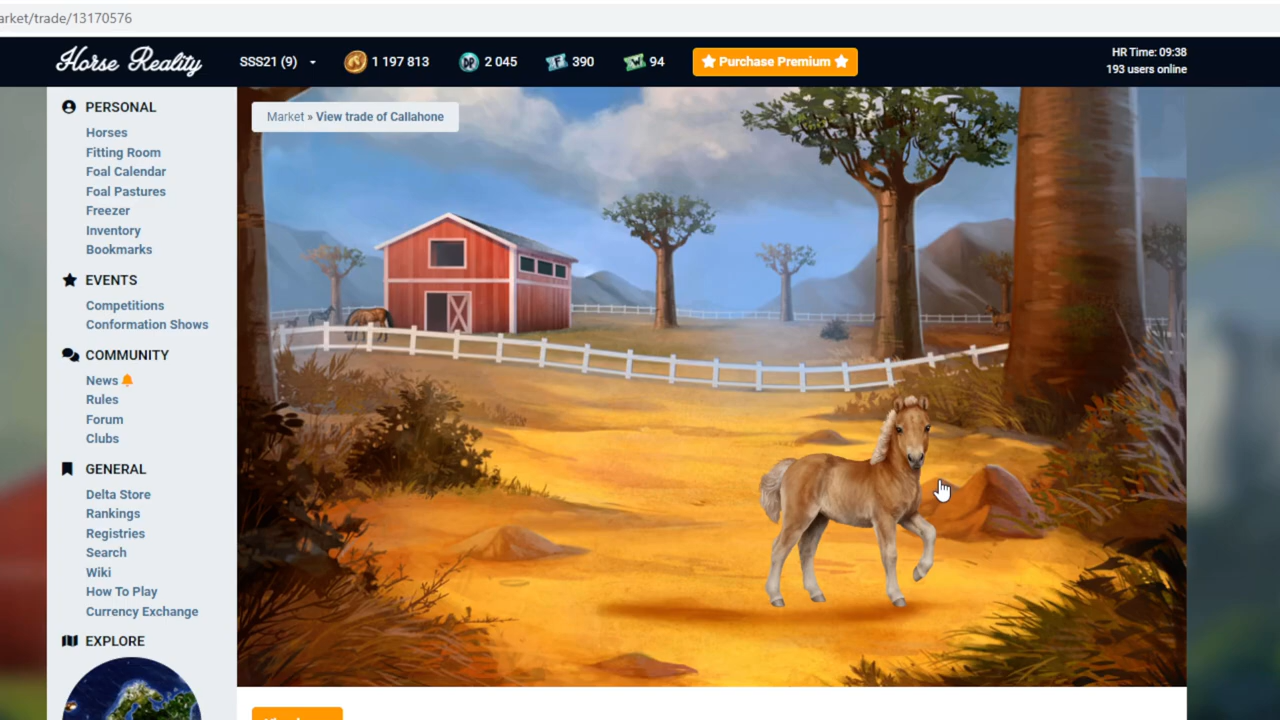 arket/trade/13170576
Horse Reality
SSS21 (9)
1 197 813
2 045
390
94
Purchase Premium
HR Time: 09:38
193 users online
PERSONAL
Horses
Fitting Room
Foal Calendar
Foal Pastures
Freezer
Inventory
Bookmarks
EVENTS
Competitions
Conformation Shows
COMMUNITY
News
Rules
Forum
Clubs
GENERAL
Delta Store
Rankings
Registries
Search
Wiki
How To Play
Currency Exchange
EXPLORE
Market » View trade of Callahone